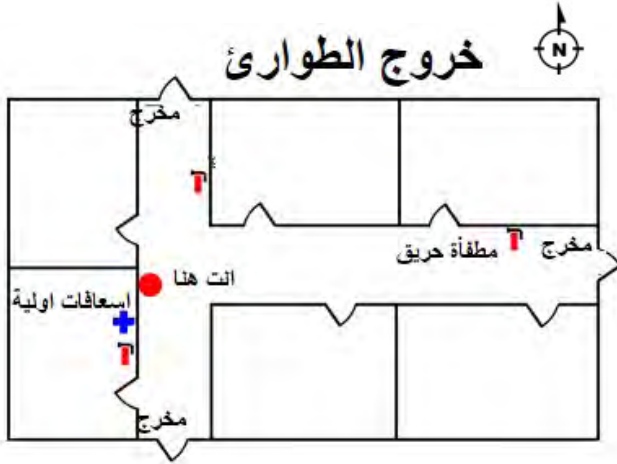 N
خروج الطوارئ
مخرج
مطفأة حريق
مخرج
انت هنا
اسعافات اولية
مخرج